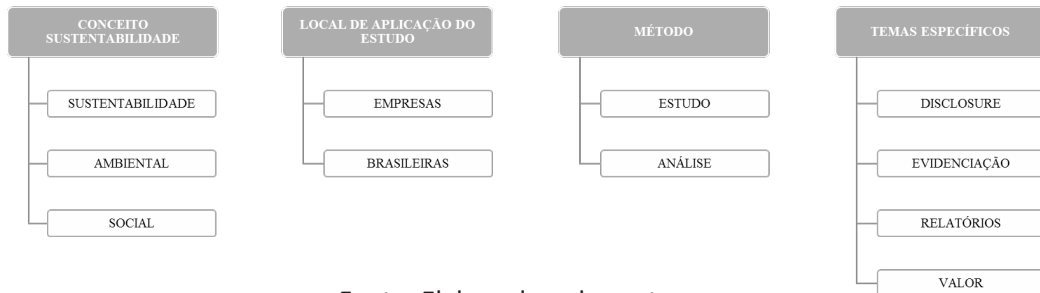 CONCEITO
SUSTENTABILIDADE
SUSTENTABILIDADE
AMBIENTAL
SOCIAL
LOCAL DE APLICAÇÃO DO
ESTUDO
EMPRESAS
BRASILEIRAS
MÉTODO
ESTUDO
ANÁLISE
TEMAS ESPECÍFICOS
DISCLOSURE
EVIDENCIAÇÃO
RELATÓRIOS
VALOR